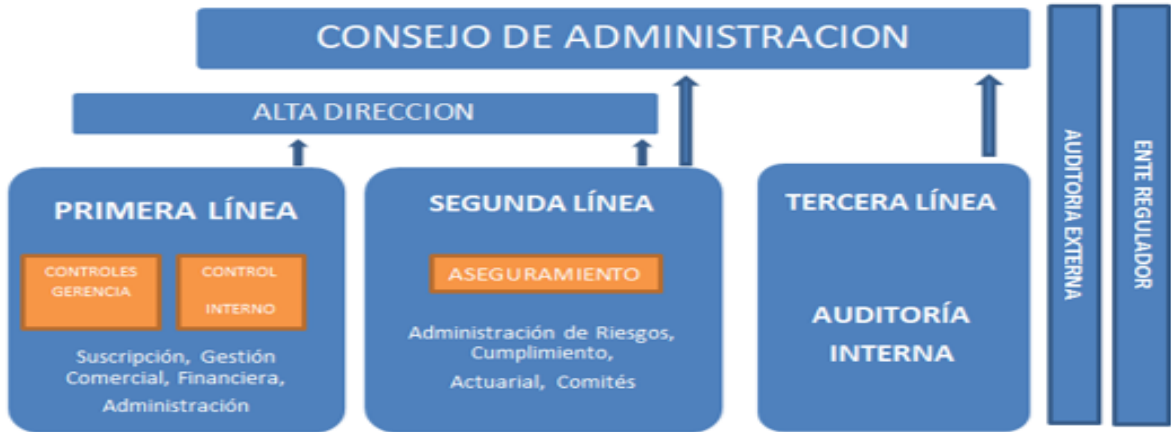 CONSEJO DE ADMINISTRACION
ALTA DIRECCION
PRIMERA LÍNEA
CONTROLES
GERENCIA
CONTROL
INTERNO
Suscripción, Gestión
Comercial, Financiera,
Administración
SEGUNDA LÍNEA
ASEGURAMIENTO
Administración de Riesgos,
Cumplimiento,
Actuarial, Comités
TERCERA LÍNEA
AUDITORÍA
INTERNA
AUDITORIA EXTERNA
ENTE REGULADOR